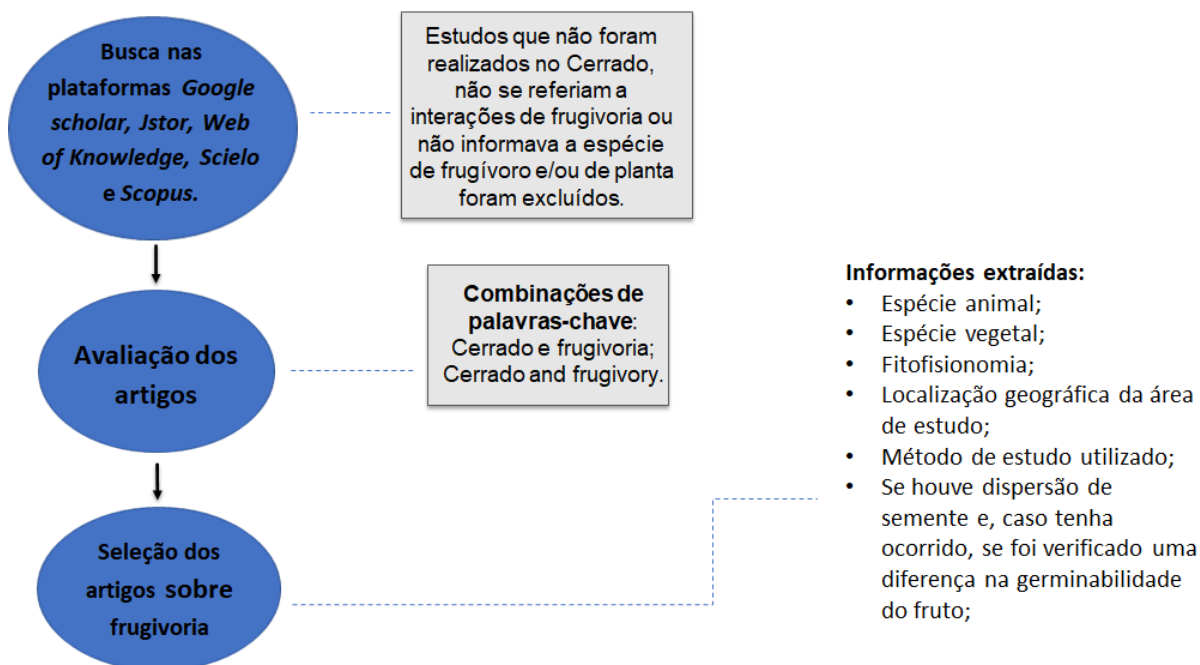 Busca nas
plataformas Google
scholar, Jstor, Web
of Knowledge, Scielo
e Scopus.
Estudos que não foram
realizados no Cerrado,
não se referiam a
interações de frugivoria ou
não informava a espécie
de frugívoro e/ou de planta
foram excluídos.
Avaliação dos
artigos
Combinações de
palavras-chave:
Cerrado e frugivoria;
Cerrado and frugivory.
Seleção dos
artigos sobre
frugivoria
Informações extraídas:
• Espécie animal;
• Espécie vegetal;
• Fitofisionomia;
• Localização geográfica da área
de estudo;
• Método de estudo utilizado;
• Se houve dispersão de
semente e, caso tenha
ocorrido, se foi verificado uma
diferença na germinabilidade
do fruto;